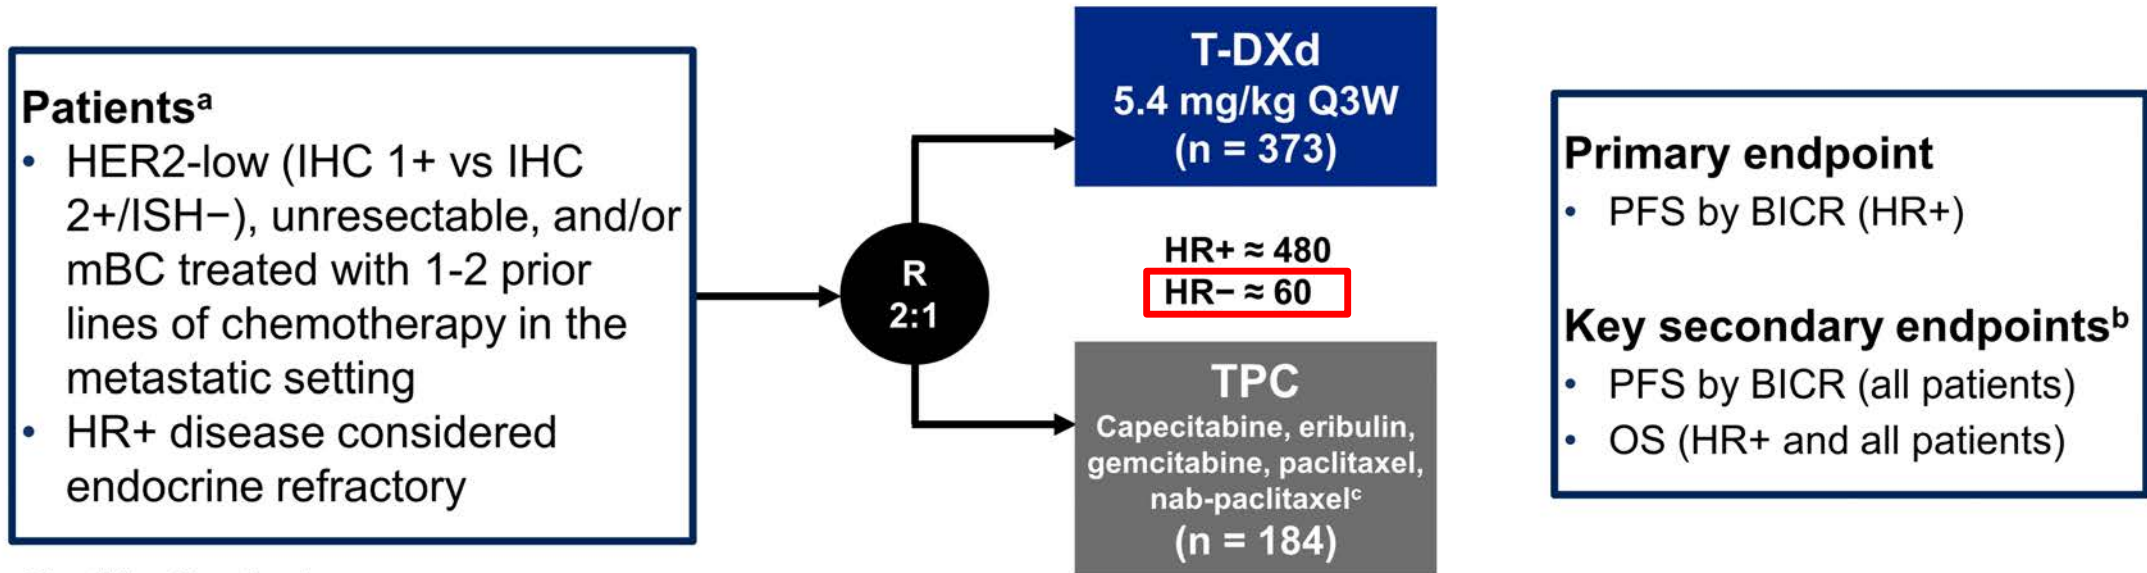 Patientsᵃ
• HER2-low (IHC 1+ vs IHC
2+/ISH−), unresectable, and/or
mBC treated with 1-2 prior
lines of chemotherapy in the
metastatic setting
• HR+ disease considered
endocrine refractory
R
2:1
T-DXd
5.4 mg/kg Q3W
(n = 373)
HR+ ≈ 480
HR− ≈ 60
TPC
Capecitabine, eribulin,
gemcitabine, paclitaxel,
nab-paclitaxelᶜ
(n = 184)
Primary endpoint
• PFS by BICR (HR+)
Key secondary endpointsᵇ
• PFS by BICR (all patients)
• OS (HR+ and all patients)